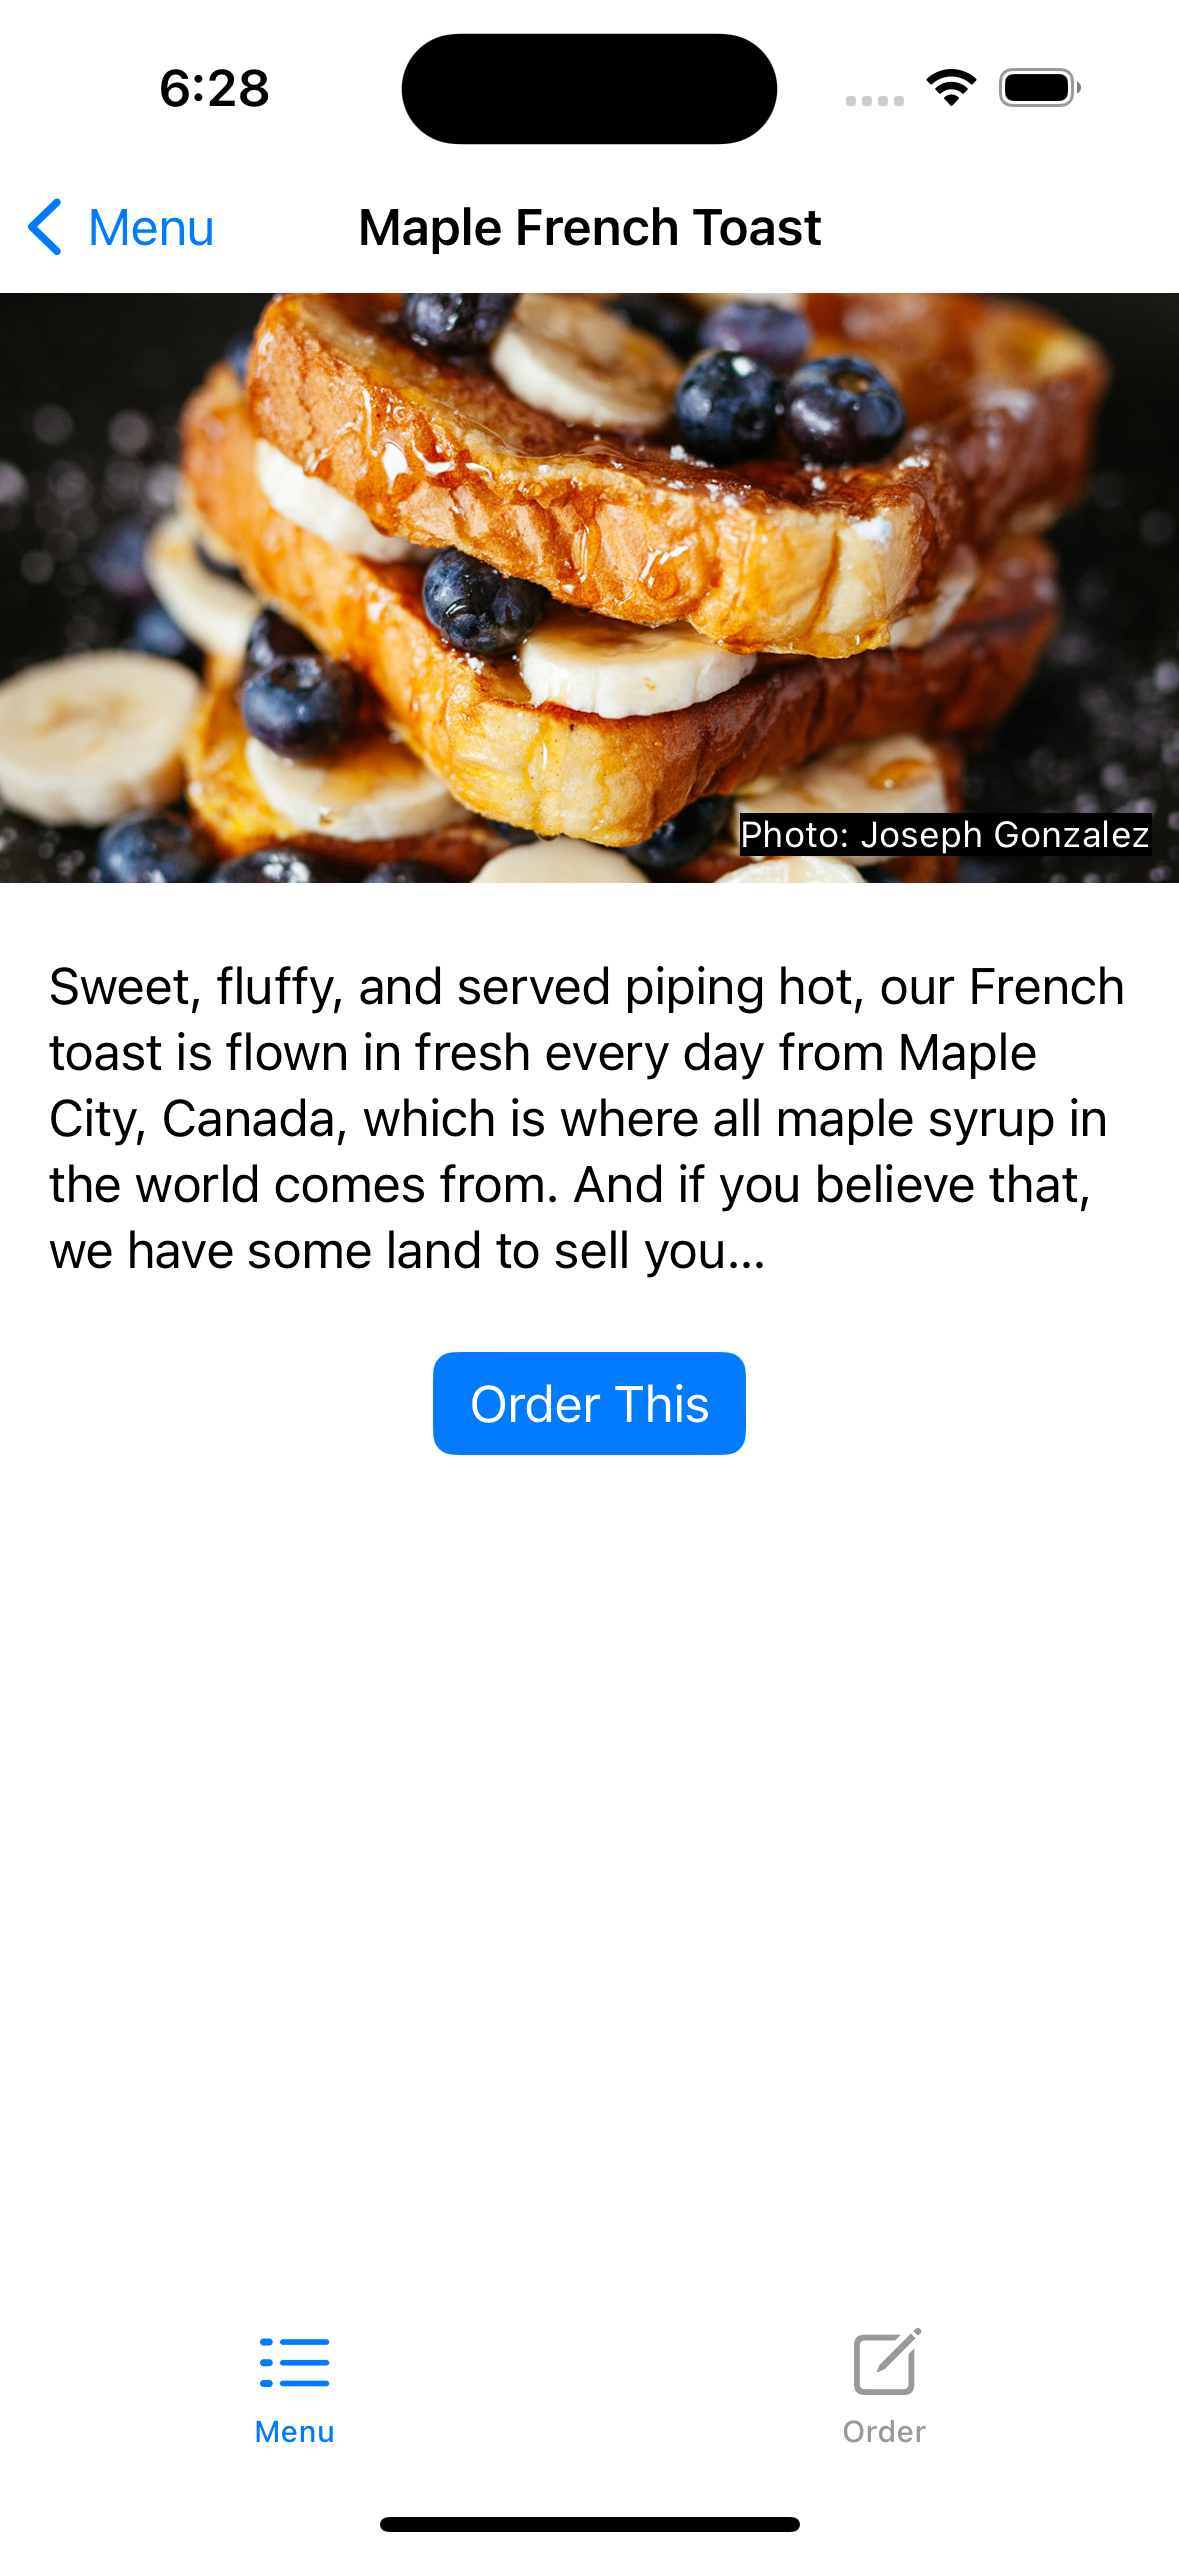 6:28
Menu
Maple French Toast
Photo: Joseph Gonzalez
Sweet, fluffy, and served piping hot, our French
toast is flown in fresh every day from Maple
City, Canada, which is where all maple syrup in
the world comes from. And if you believe that,
we have some land to sell you...
Order This
Menu
Order